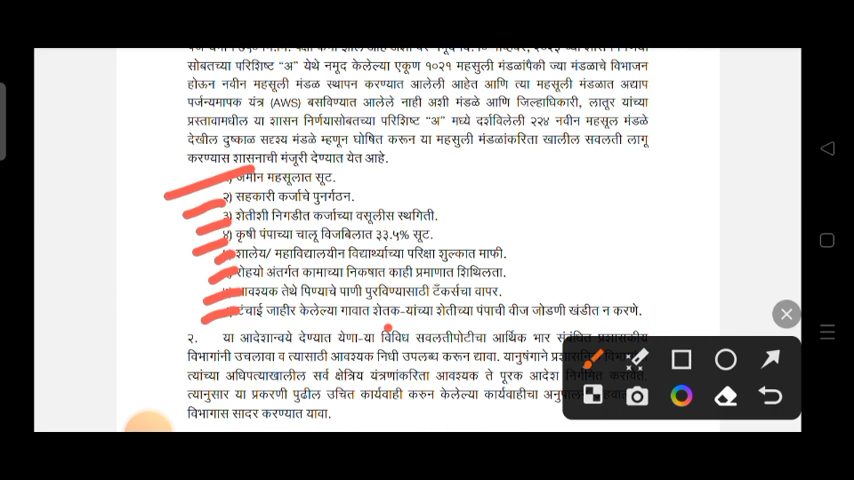 सोबतच्या परिशिष्ट “अ” येथे नमूद केलेल्या एकूण १०२१ महसुली मंडळांपैकी ज्या मंडळाचे विभाजन
होऊन नवीन महसुली मंडळ स्थापन करण्यात आलेली आहेत आणि त्या महसुली मंडळात अद्याप
पर्जन्यमापक यंत्र (AWS) बसविण्यात आलेले नाही अशी मंडळे आणि जिल्हाधिकारी, लातूर यांच्या
प्रस्तावामधील या शासन निर्णयासोबतच्या परिशिष्ट “अ” मध्ये दर्शविलेली २२४ नवीन महसूल मंडळे
देखील दुष्काळ सदृश्य मंडळे म्हणून घोषित करून या महसुली मंडळांकरिता खालील सवलती लागू
करण्यास शासनाची मंजूरी देण्यात येत आहे.
जमीन महसूलात सूट.
२) सहकारी कर्जाचे पुनर्गठन.
३) शेतीशी निगडीत कर्जाच्या वसूलीस स्थगिती.
४) कृषी पंपाच्या चालू विजबिलात ३३.५% सूट.
शालेय/ महाविद्यालयीन विद्यार्थ्याच्या परिक्षा शुल्कात माफी.
रोहयो अंतर्गत कामाच्या निकषात काही प्रमाणात शिथिलता.
आवश्यक तेथे पिण्याचे पाणी पुरविण्यासाठी टॅंकर्सचा वापर.
टंचाई जाहीर केलेल्या गावात शेतक-यांच्या शेतीच्या पंपाची वीज जोडणी खंडीत न करणे.
२. या आदेशान्वये देण्यात येणा-या विविध सवलतीपोटीचा आर्थिक भार संबंधित प्रशासकीय
विभागांनी उचलावा व त्यासाठी आवश्यक निधी उपलब्ध करून द्यावा. यानुषंगाने
त्यांच्या अधिपत्याखालील सर्व क्षेत्रिय यंत्रणांकरिता आवश्यक ते पूरक आदेश
त्यानुसार या प्रकरणी पुढील उचित कार्यवाही करुन केलेल्या कार्यवाहीचा
विभागास सादर करण्यात यावा.